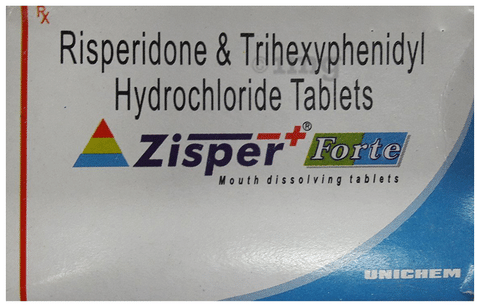 Rx
Risperidone & Trihexyphenidyl
Hydrochloride Tablets
Zisper+® Forte
Mouth dissolving tablets
UNICHEM